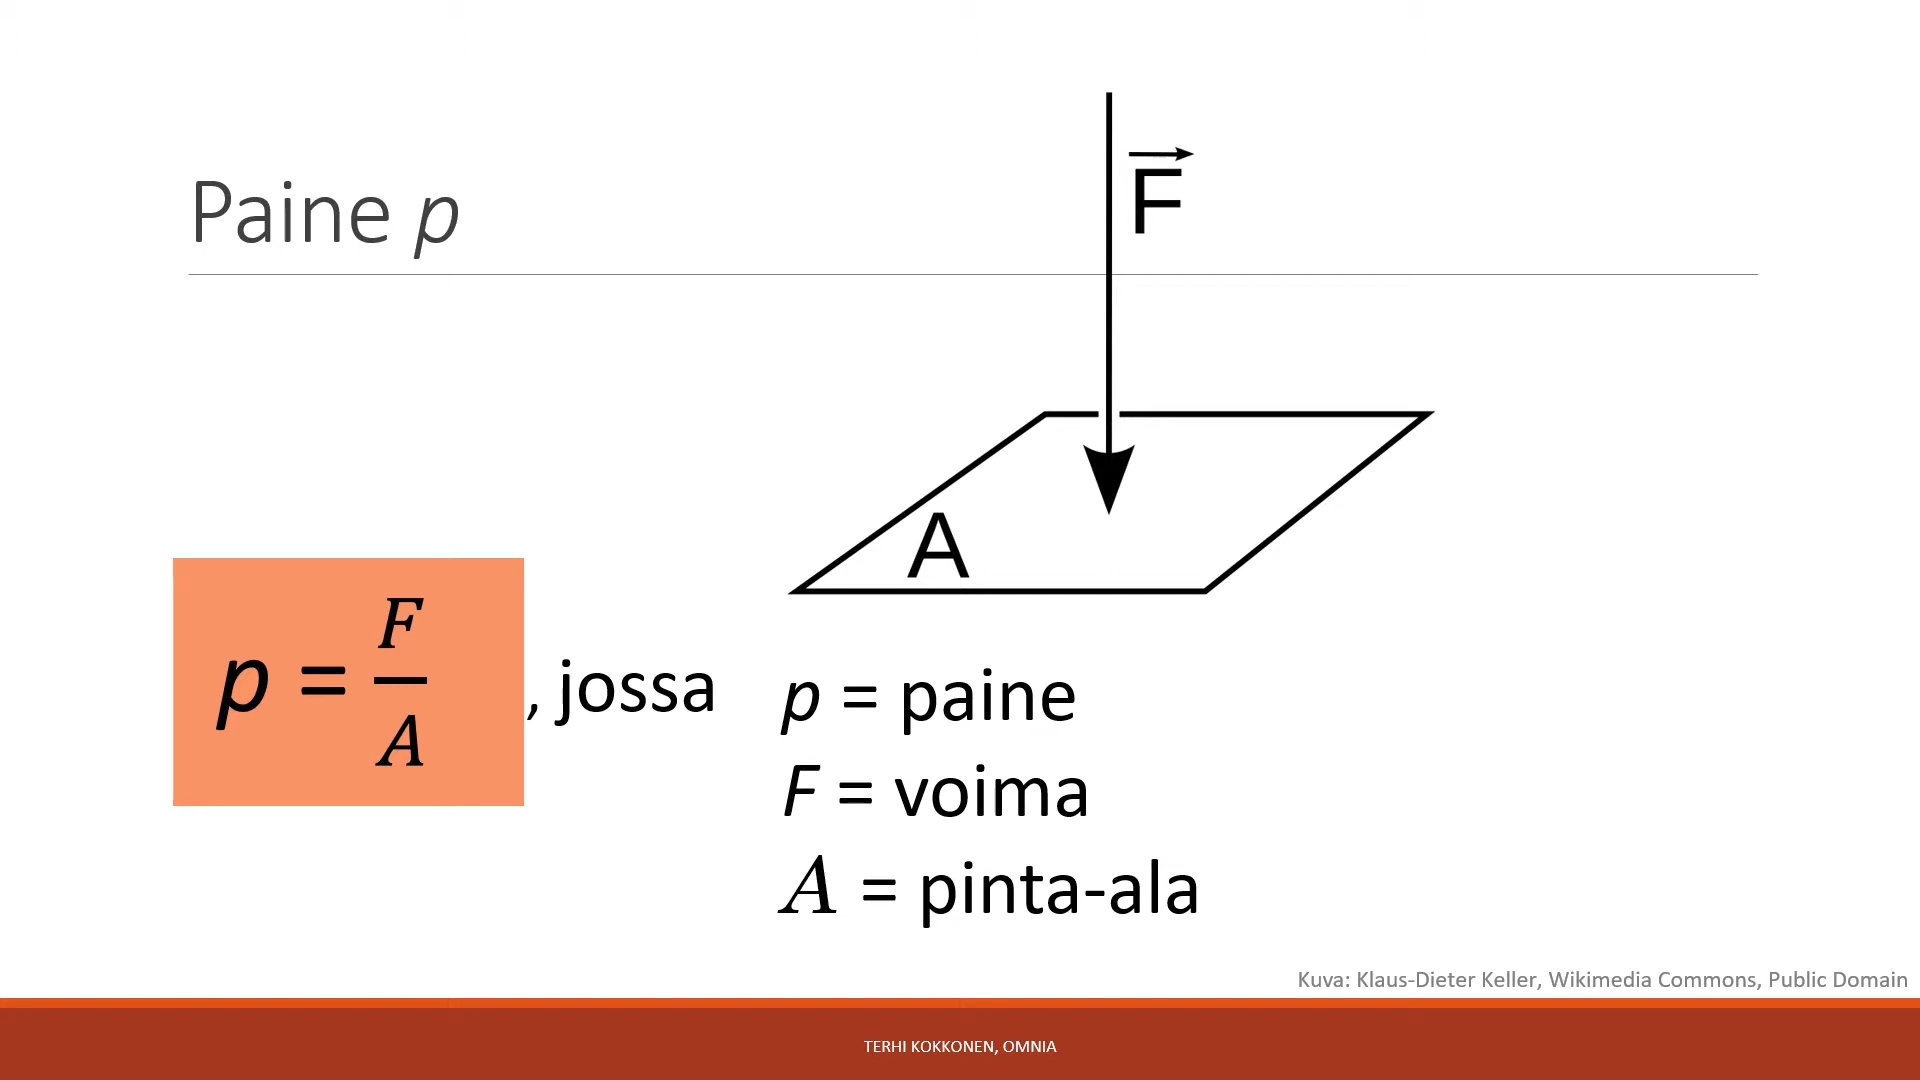 Paine p
F
A
p = F/A , jossa
p = paine
F = voima
A = pinta-ala
Kuva: Klaus-Dieter Keller, Wikimedia Commons, Public Domain
TERHI KOKKONEN, OMNIA